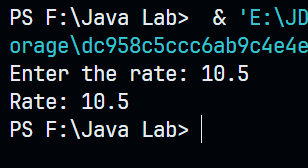 PS F:\Java Lab>  & 'E:\JD
orage\dc958c5ccc6ab9c4e4e
Enter the rate: 10.5
Rate: 10.5
PS F:\Java Lab>